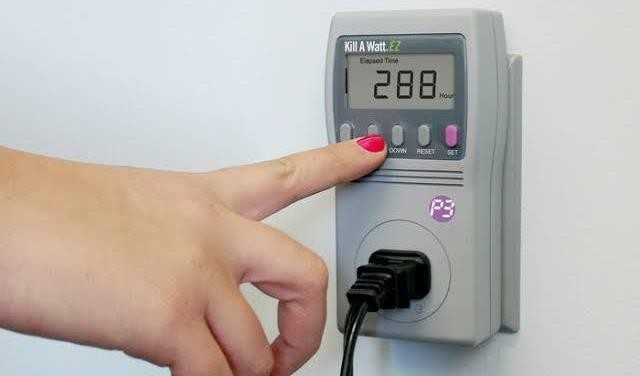 Kill A Watt.EZ
Elapsed Time
288 Hour
DOWN RESET SET
P3